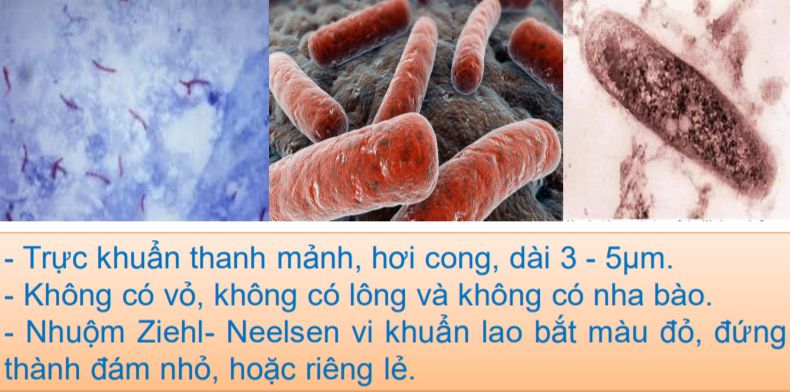 - Trực khuẩn thanh mảnh, hơi cong, dài 3 - 5μm.
- Không có vỏ, không có lông và không có nha bào.
- Nhuộm Ziehl- Neelsen vi khuẩn lao bắt màu đỏ, đứng
thành đám nhỏ, hoặc riêng lẻ.